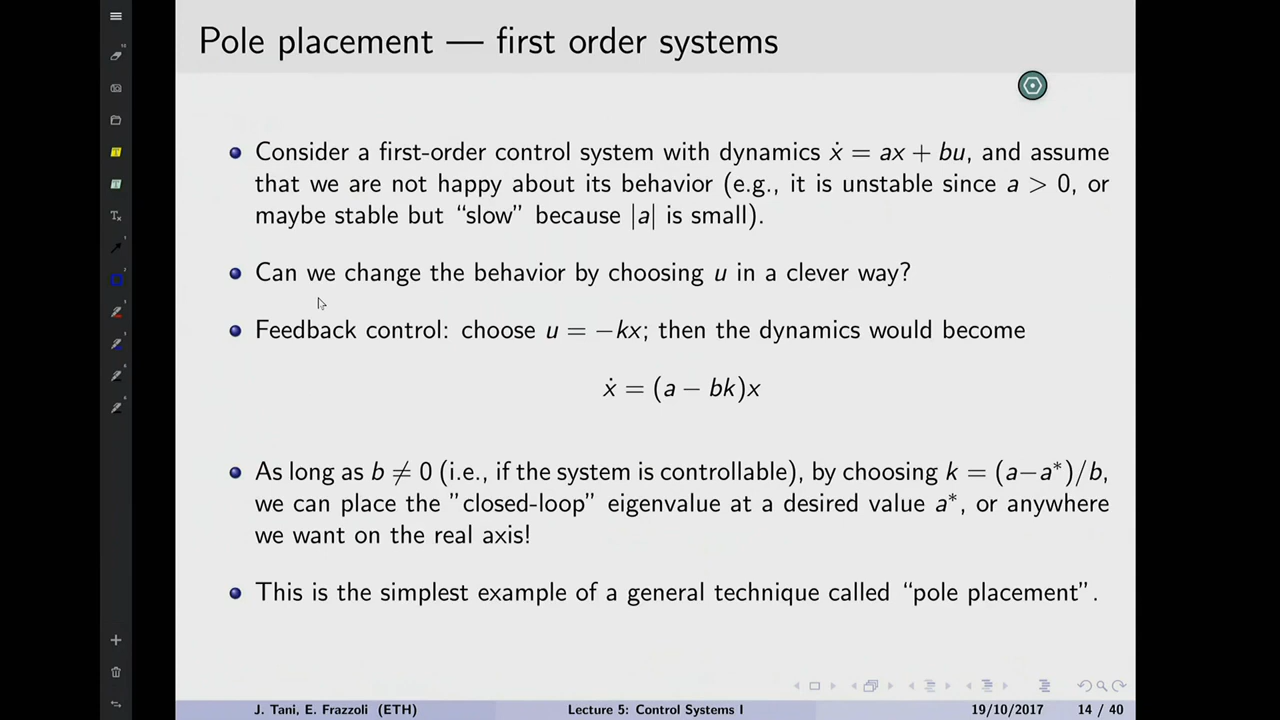 Pole placement — first order systems
Consider a first-order control system with dynamics ẋ = ax + bu, and assume
that we are not happy about its behavior (e.g., it is unstable since a > 0, or
maybe stable but “slow” because |a| is small).
Can we change the behavior by choosing u in a clever way?
Feedback control: choose u = −kx; then the dynamics would become
ẋ = (a − bk)x
As long as b ≠ 0 (i.e., if the system is controllable), by choosing k = (a−a*)/b,
we can place the ”closed-loop” eigenvalue at a desired value a*, or anywhere
we want on the real axis!
This is the simplest example of a general technique called “pole placement”.
J. Tani, E. Frazzoli (ETH) Lecture 5: Control Systems I 19/10/2017 14 / 40